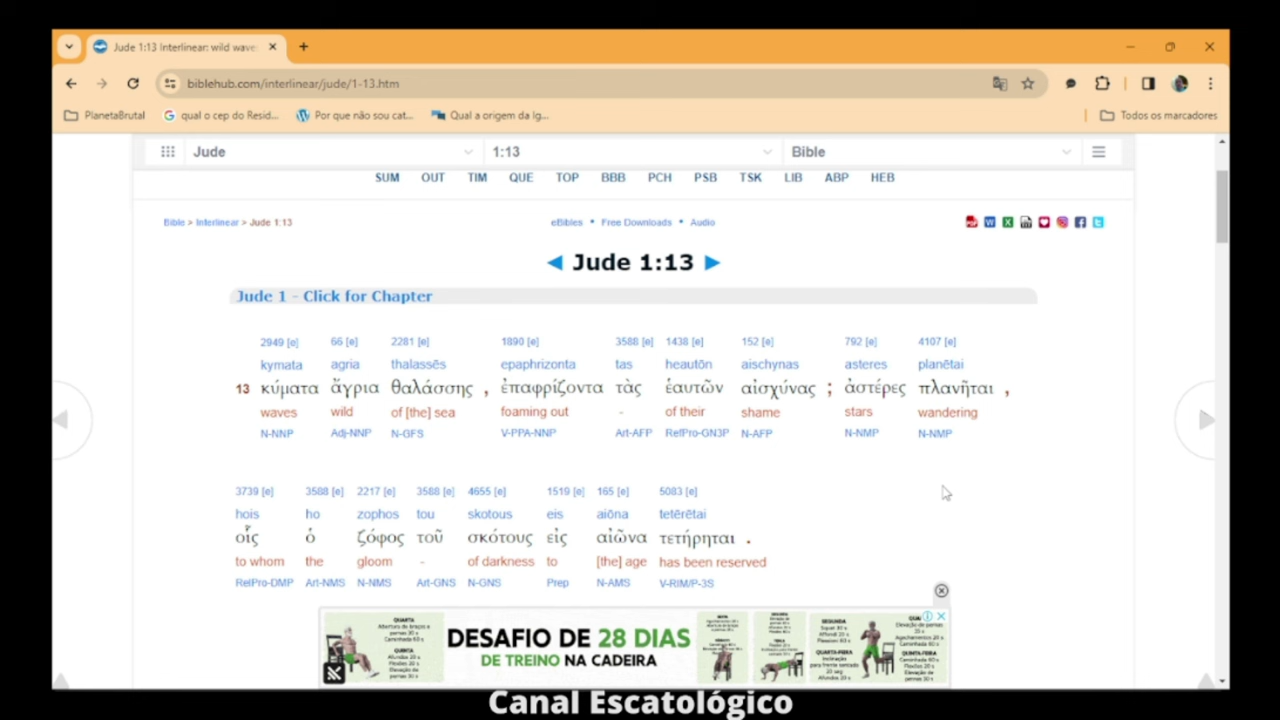 Jude 1:13 Interlinear: wild wave
biblehub.com/interlinear/jude/1-13.htm
PlanetaBrutal qual o cep do Resid... Por que não sou cat... Qual a origem da Ig... Todos os marcadores
Jude 1:13 Bible
SUM OUT TIM QUE TOP BBB PCH PSB TSK LIB ABP HEB
Bible > Interlinear > Jude 1:13 eBibles • Free Downloads • Audio
◄ Jude 1:13 ►
Jude 1 - Click for Chapter
2949 [e] 66 [e] 2281 [e] 1890 [e] 3588 [e] 1438 [e] 152 [e] 792 [e] 4107 [e]
kymata agria thalassēs epaphrizonta tas heautōn aischynas asteres planētai
13 κύματα ἄγρια θαλάσσης , ἐπαφρίζοντα τὰς ἑαυτῶν αἰσχύνας ; ἀστέρες πλανῆται ,
waves wild of [the] sea foaming out - of their shame stars wandering
N-NNP Adj-NNP N-GFS V-PPA-NNP Art-AFP RefPro-GN3P N-AFP N-NMP N-NMP
3739 [e] 3588 [e] 2217 [e] 3588 [e] 4655 [e] 1519 [e] 165 [e] 5083 [e]
hois ho zophos tou skotous eis aiōna tetērētai
οἷς ὁ ζόφος τοῦ σκότους εἰς αἰῶνα τετήρηται .
to whom the gloom - of darkness to [the] age has been reserved
RelPro-DMP Art-NMS N-NMS Art-GNS N-GNS Prep N-AMS V-RIM/P-3S
DESAFIO DE 28 DIAS
DE TREINO NA CADEIRA
QUARTA
QUINTA
SEGUNDA
TERÇA
QUARTA-FEIRA
Canal Escatológico